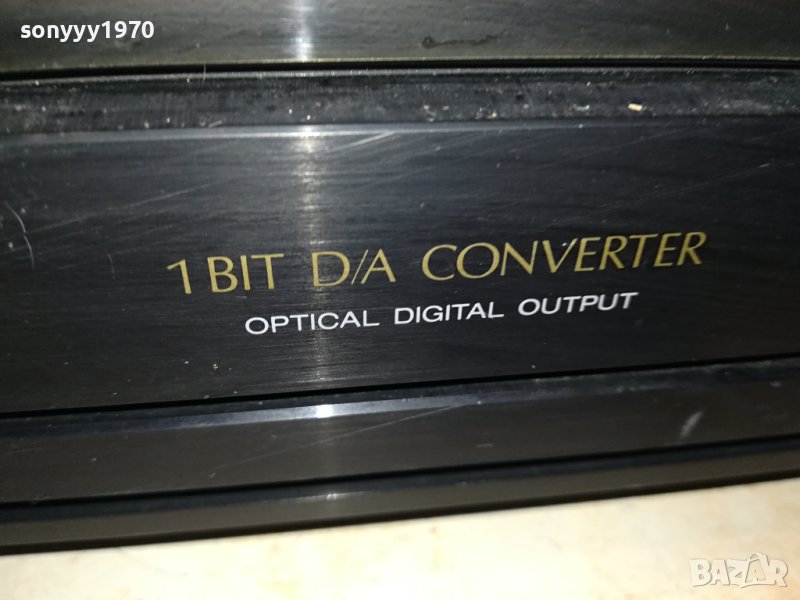 sonyyy1970
1 BIT D/A CONVERTER
OPTICAL DIGITAL OUTPUT
BAZAR